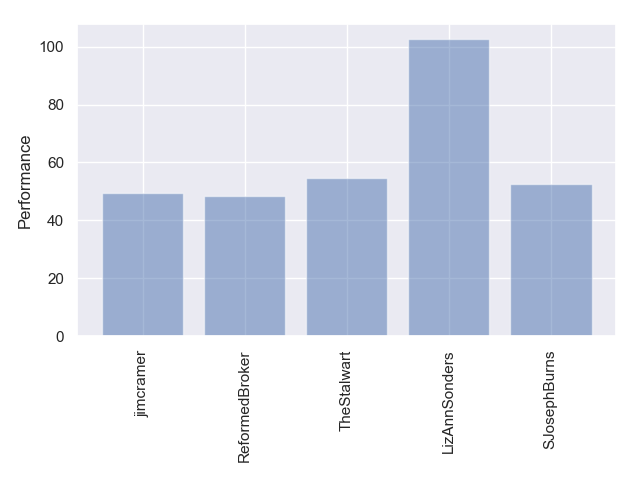 100
80
60
40
20
0
Performance
jimcramer
ReformedBroker
TheStalwart
LizAnnSonders
SJosephBurns